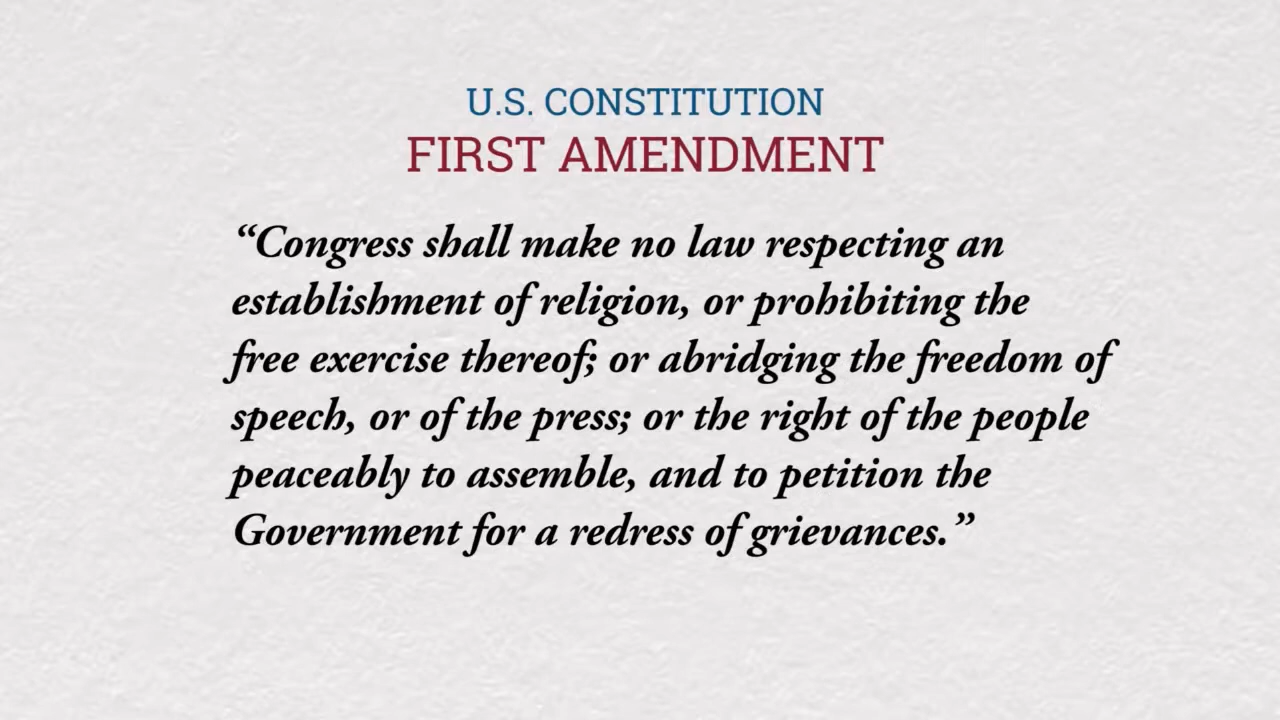 U.S. CONSTITUTION
FIRST AMENDMENT
“Congress shall make no law respecting an
establishment of religion, or prohibiting the
free exercise thereof; or abridging the freedom of
speech, or of the press; or the right of the people
peaceably to assemble, and to petition the
Government for a redress of grievances.”